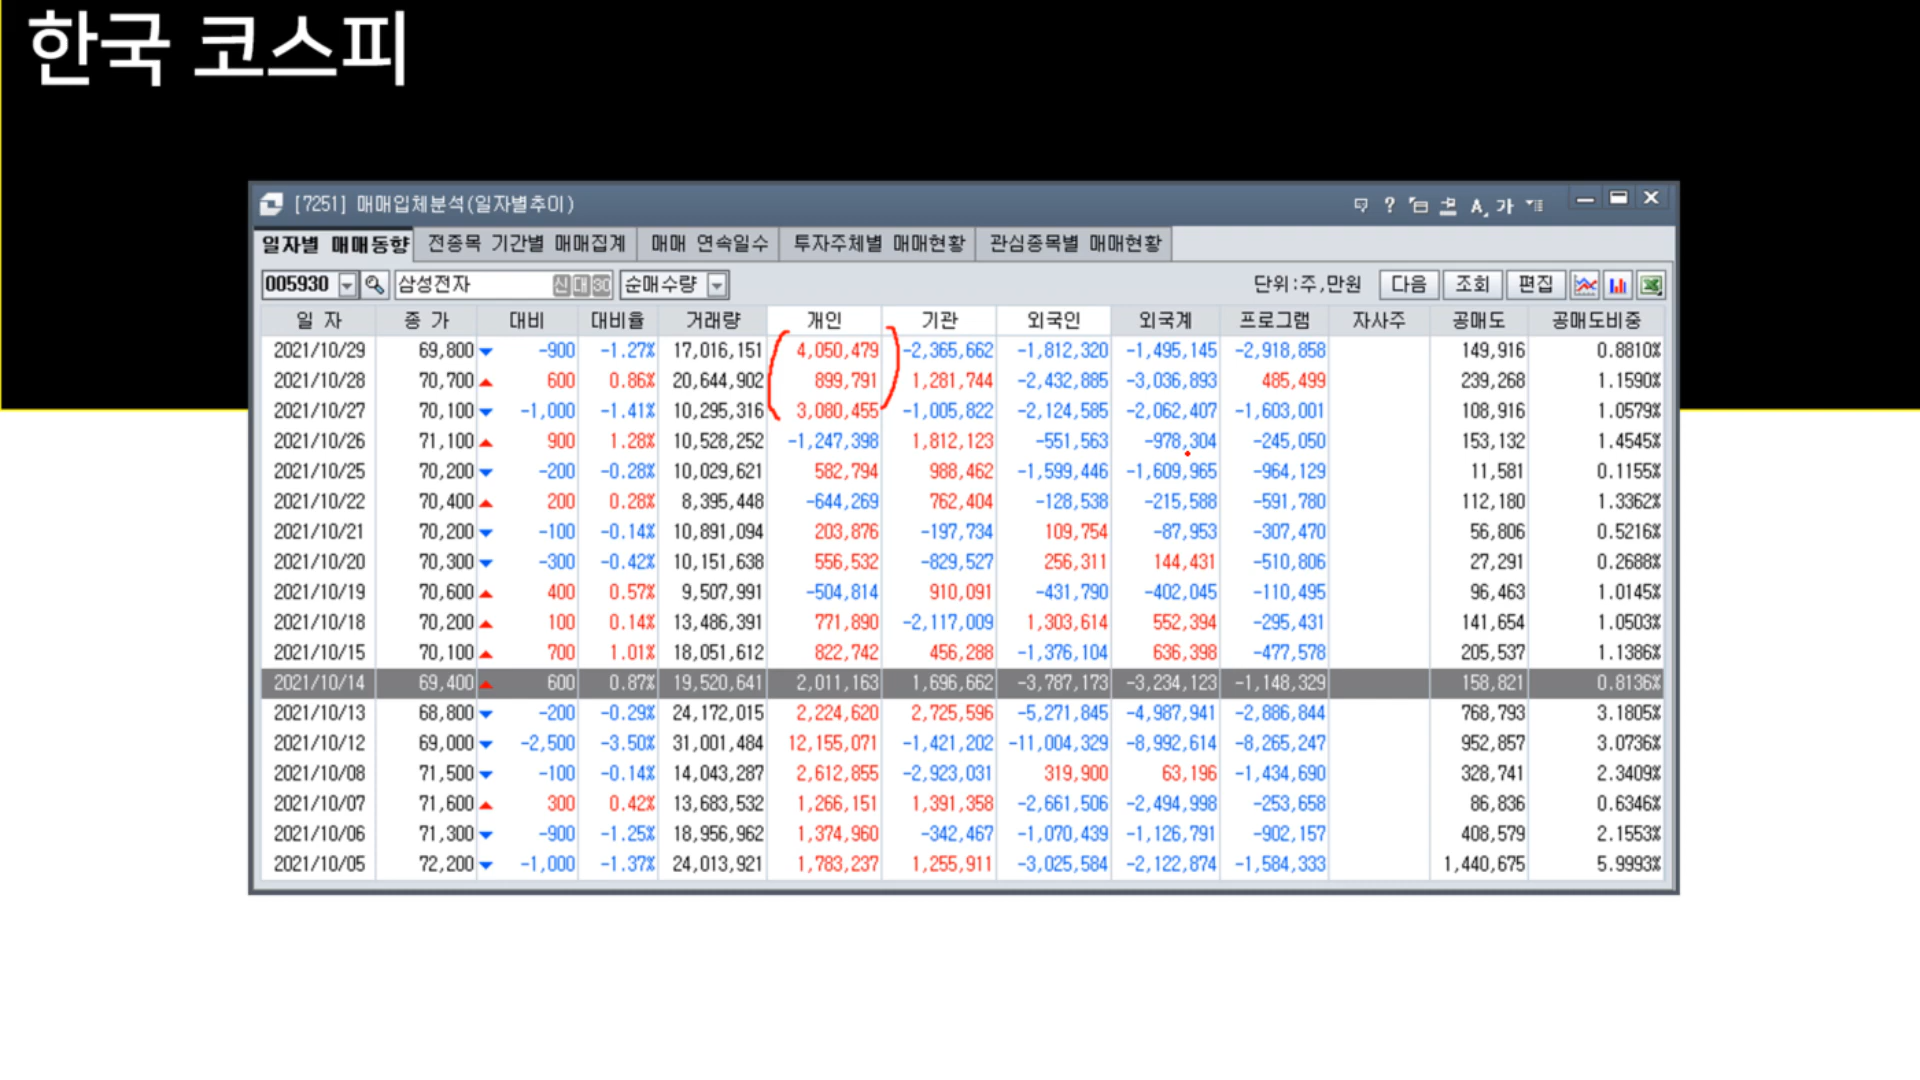 한국 코스피
[7251] 매매입체분석(일자별추이)
일자별 매매동향 전종목 기간별 매매집계 매매 연속일수 투자주체별 매매현황 관심종목별 매매현황
005930 삼성전자 신 대 30 순매수량 단위:주,만원 다음 조회 편집
일 자 종 가 대비 대비율 거래량 개인 기관 외국인 외국계 프로그램 자사주 공매도 공매도비중
2021/10/29 69,800 ▼ -900 -1.27% 17,016,151 4,050,479 -2,365,662 -1,812,320 -1,495,145 -2,918,858 149,916 0.8810%
2021/10/28 70,700 ▲ 600 0.86% 20,644,902 899,791 1,281,744 -2,432,885 -3,036,893 485,499 239,268 1.1590%
2021/10/27 70,100 ▼ -1,000 -1.41% 10,295,316 3,080,455 -1,005,822 -2,124,585 -2,062,407 -1,603,001 108,916 1.0579%
2021/10/26 71,100 ▲ 900 1.28% 10,528,252 -1,247,398 1,812,123 -551,563 -978,304 -245,050 153,132 1.4545%
2021/10/25 70,200 ▼ -200 -0.28% 10,029,621 582,794 988,462 -1,599,446 -1,609,965 -964,129 11,581 0.1155%
2021/10/22 70,400 ▲ 200 0.28% 8,395,448 -644,269 762,404 -128,538 -215,588 -591,780 112,180 1.3362%
2021/10/21 70,200 ▼ -100 -0.14% 10,891,094 203,876 -197,734 109,754 -87,953 -307,470 56,806 0.5216%
2021/10/20 70,300 ▼ -300 -0.42% 10,151,638 556,532 -829,527 256,311 144,431 -510,806 27,291 0.2688%
2021/10/19 70,600 ▲ 400 0.57% 9,507,991 -504,814 910,091 -431,790 -402,045 -110,495 96,463 1.0145%
2021/10/18 70,200 ▲ 100 0.14% 13,486,391 771,890 -2,117,009 1,303,614 552,394 -295,431 141,654 1.0503%
2021/10/15 70,100 ▲ 700 1.01% 18,051,612 822,742 456,288 -1,376,104 636,398 -477,578 205,537 1.1386%
2021/10/14 69,400 ▲ 600 0.87% 19,520,641 2,011,163 1,696,662 -3,787,173 -3,234,123 -1,148,329 158,821 0.8136%
2021/10/13 68,800 ▼ -200 -0.29% 24,172,015 2,224,620 2,725,596 -5,271,845 -4,987,941 -2,886,844 768,793 3.1805%
2021/10/12 69,000 ▼ -2,500 -3.50% 31,001,484 12,155,071 -1,421,202 -11,004,329 -8,992,614 -8,265,247 952,857 3.0736%
2021/10/08 71,500 ▼ -100 -0.14% 14,043,287 2,612,855 -2,923,031 319,900 63,196 -1,434,690 328,741 2.3409%
2021/10/07 71,600 ▲ 300 0.42% 13,683,532 1,266,151 1,391,358 -2,661,506 -2,494,998 -253,658 86,836 0.6346%
2021/10/06 71,300 ▼ -900 -1.25% 18,956,962 1,374,960 -342,467 -1,070,439 -1,126,791 -902,157 408,579 2.1553%
2021/10/05 72,200 ▼ -1,000 -1.37% 24,013,921 1,783,237 1,255,911 -3,025,584 -2,122,874 -1,584,333 1,440,675 5.9993%